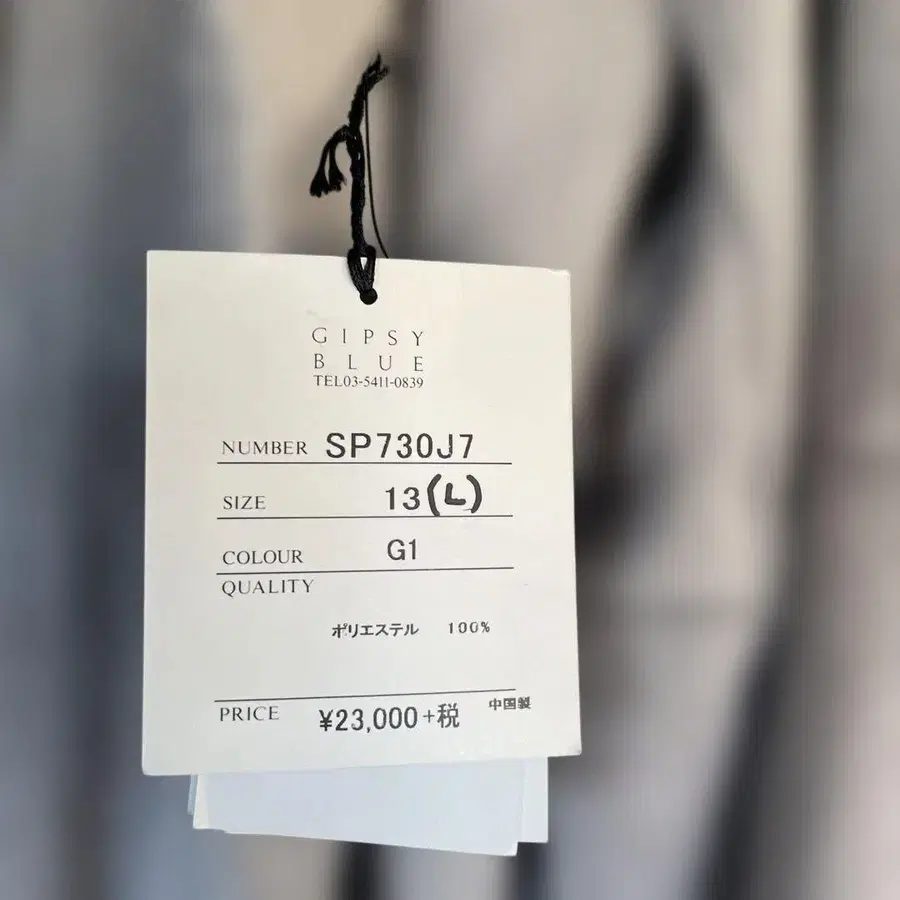 GIPSY
BLUE
TEL03-5411-0839
NUMBER SP730J7
SIZE 13(L)
COLOUR G1
QUALITY
ポリエステル 100%
PRICE ¥23,000+税 中国製